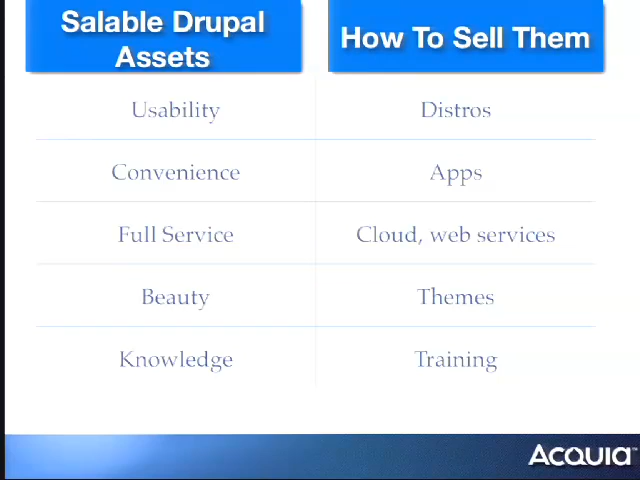 Salable Drupal
Assets
How To Sell Them
Usability Distros
Convenience Apps
Full Service Cloud, web services
Beauty Themes
Knowledge Training
Acquia™